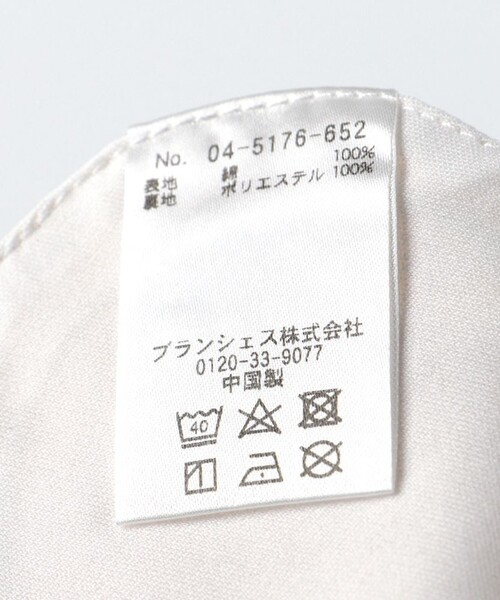 No. 04-5176-652
表地 綿 100%
裏地 ポリエステル 100%
ブランシェス株式会社
0120-33-9077
中国製
40